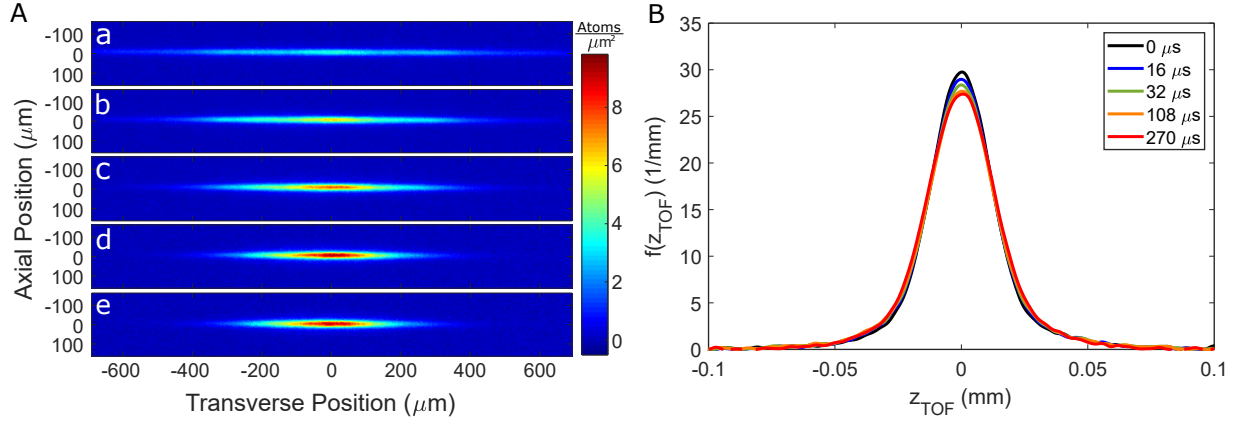 A
a
b
c
d
e
-100
0
100
-100
0
100
-100
0
100
-100
0
100
-100
0
100
Axial Position (μm)
-600 -400 -200 0 200 400 600
Transverse Position (μm)
Atoms
μm²
8
6
4
2
0
B
35
30
25
20
15
10
5
0
f(z_TOF) (1/mm)
0 μs
16 μs
32 μs
108 μs
270 μs
-0.1 -0.05 0 0.05 0.1
z_TOF (mm)